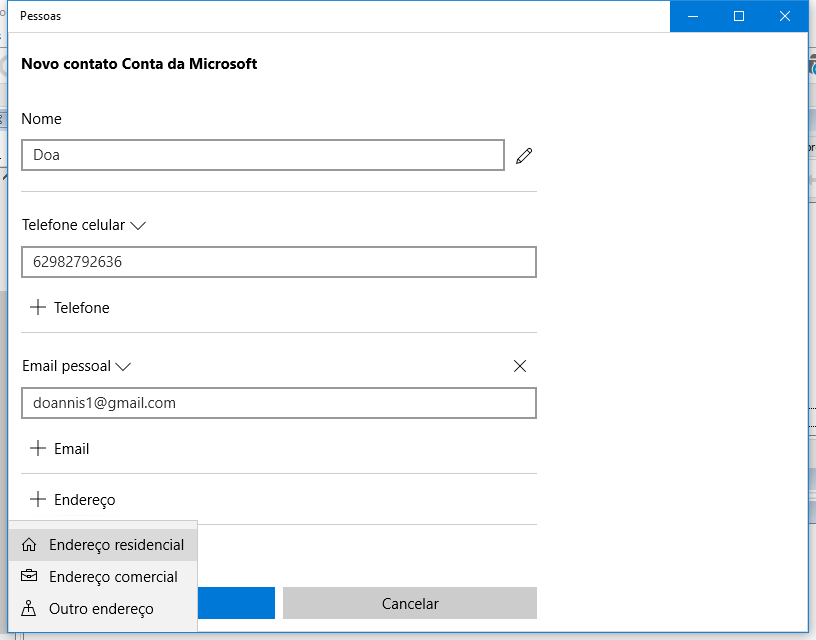 Pessoas
Novo contato Conta da Microsoft
Nome
Doa
Telefone celular
62982792636
Telefone
Email pessoal
doannis1@gmail.com
Email
Endereço
Endereço residencial
Endereço comercial
Outro endereço
Cancelar